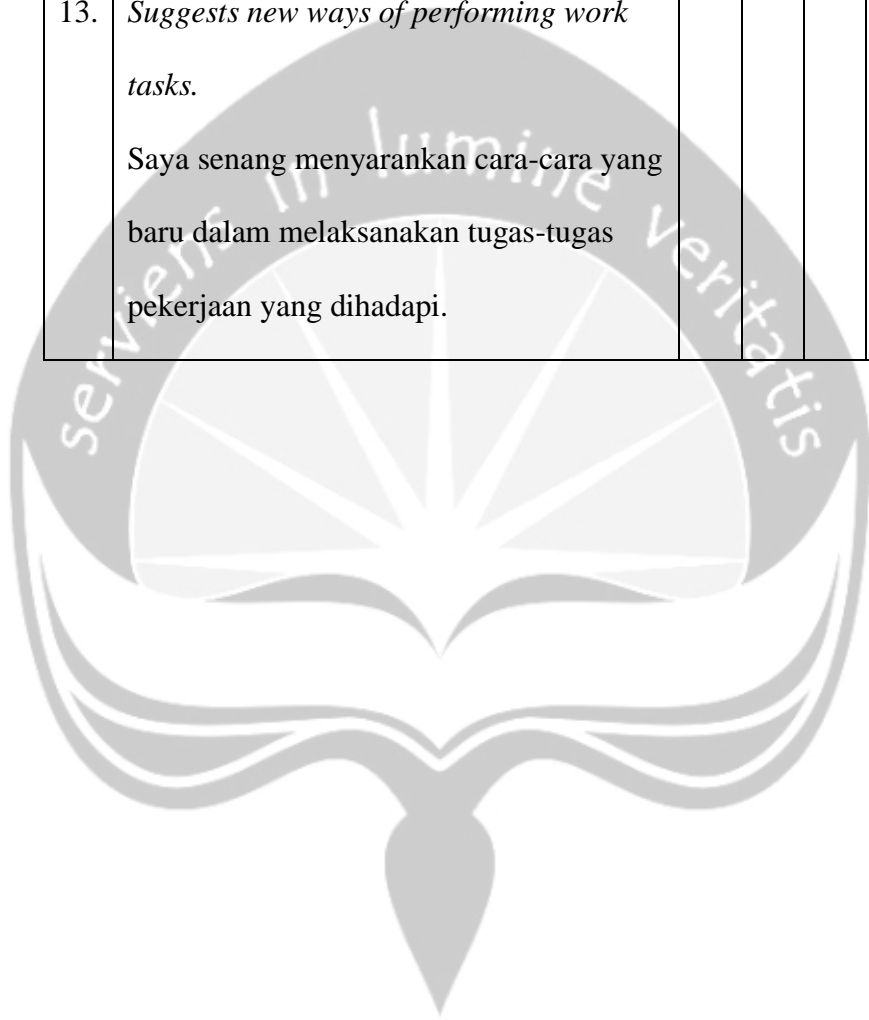 13. Suggests new ways of performing work
tasks.
Saya senang menyarankan cara-cara yang
baru dalam melaksanakan tugas-tugas
pekerjaan yang dihadapi.
serviens in lumine veritatis